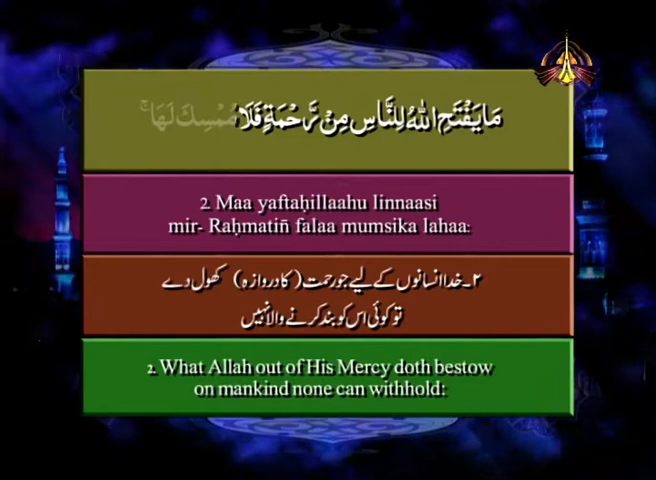 مَا يَفْتَحِ اللّٰهُ لِلنَّاسِ مِنْ رَّحْمَةٍ فَلَا مُمْسِكَ لَهَا ۚ
2. Maa yaftaḥillaahu linnaasi
mir- Raḥmatiñ falaa mumsika lahaa:
۲۔ خدا انسانوں کے لیے جو رحمت (کا دروازہ) کھول دے
تو کوئی اس کو بند کرنے والا نہیں
2. What Allah out of His Mercy doth bestow
on mankind none can withhold: